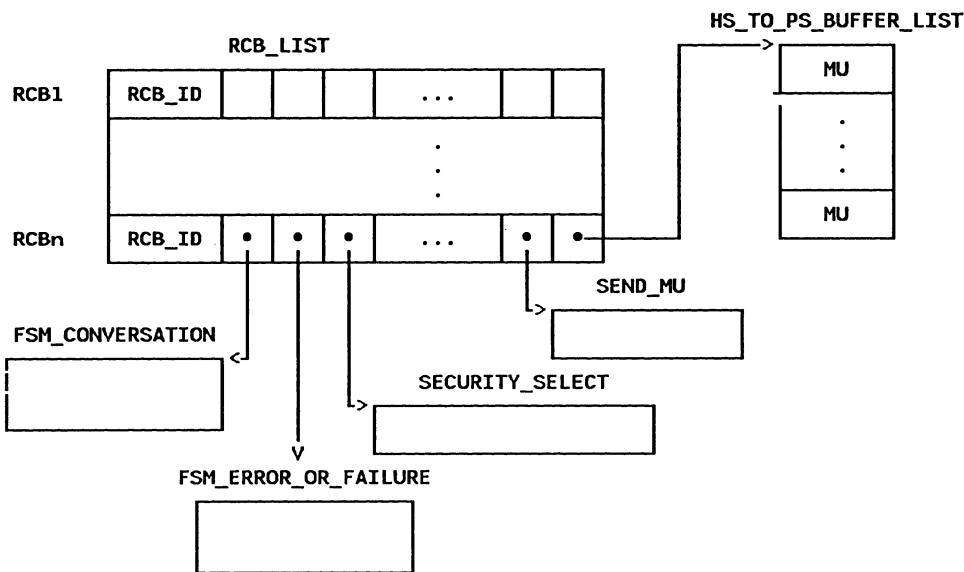 HS_TO_PS_BUFFER_LIST
RCB_LIST
MU
RCB1 RCB_ID ...
.
.
.
.
.
.
MU
RCBn RCB_ID ...
SEND_MU
FSM_CONVERSATION
SECURITY_SELECT
FSM_ERROR_OR_FAILURE